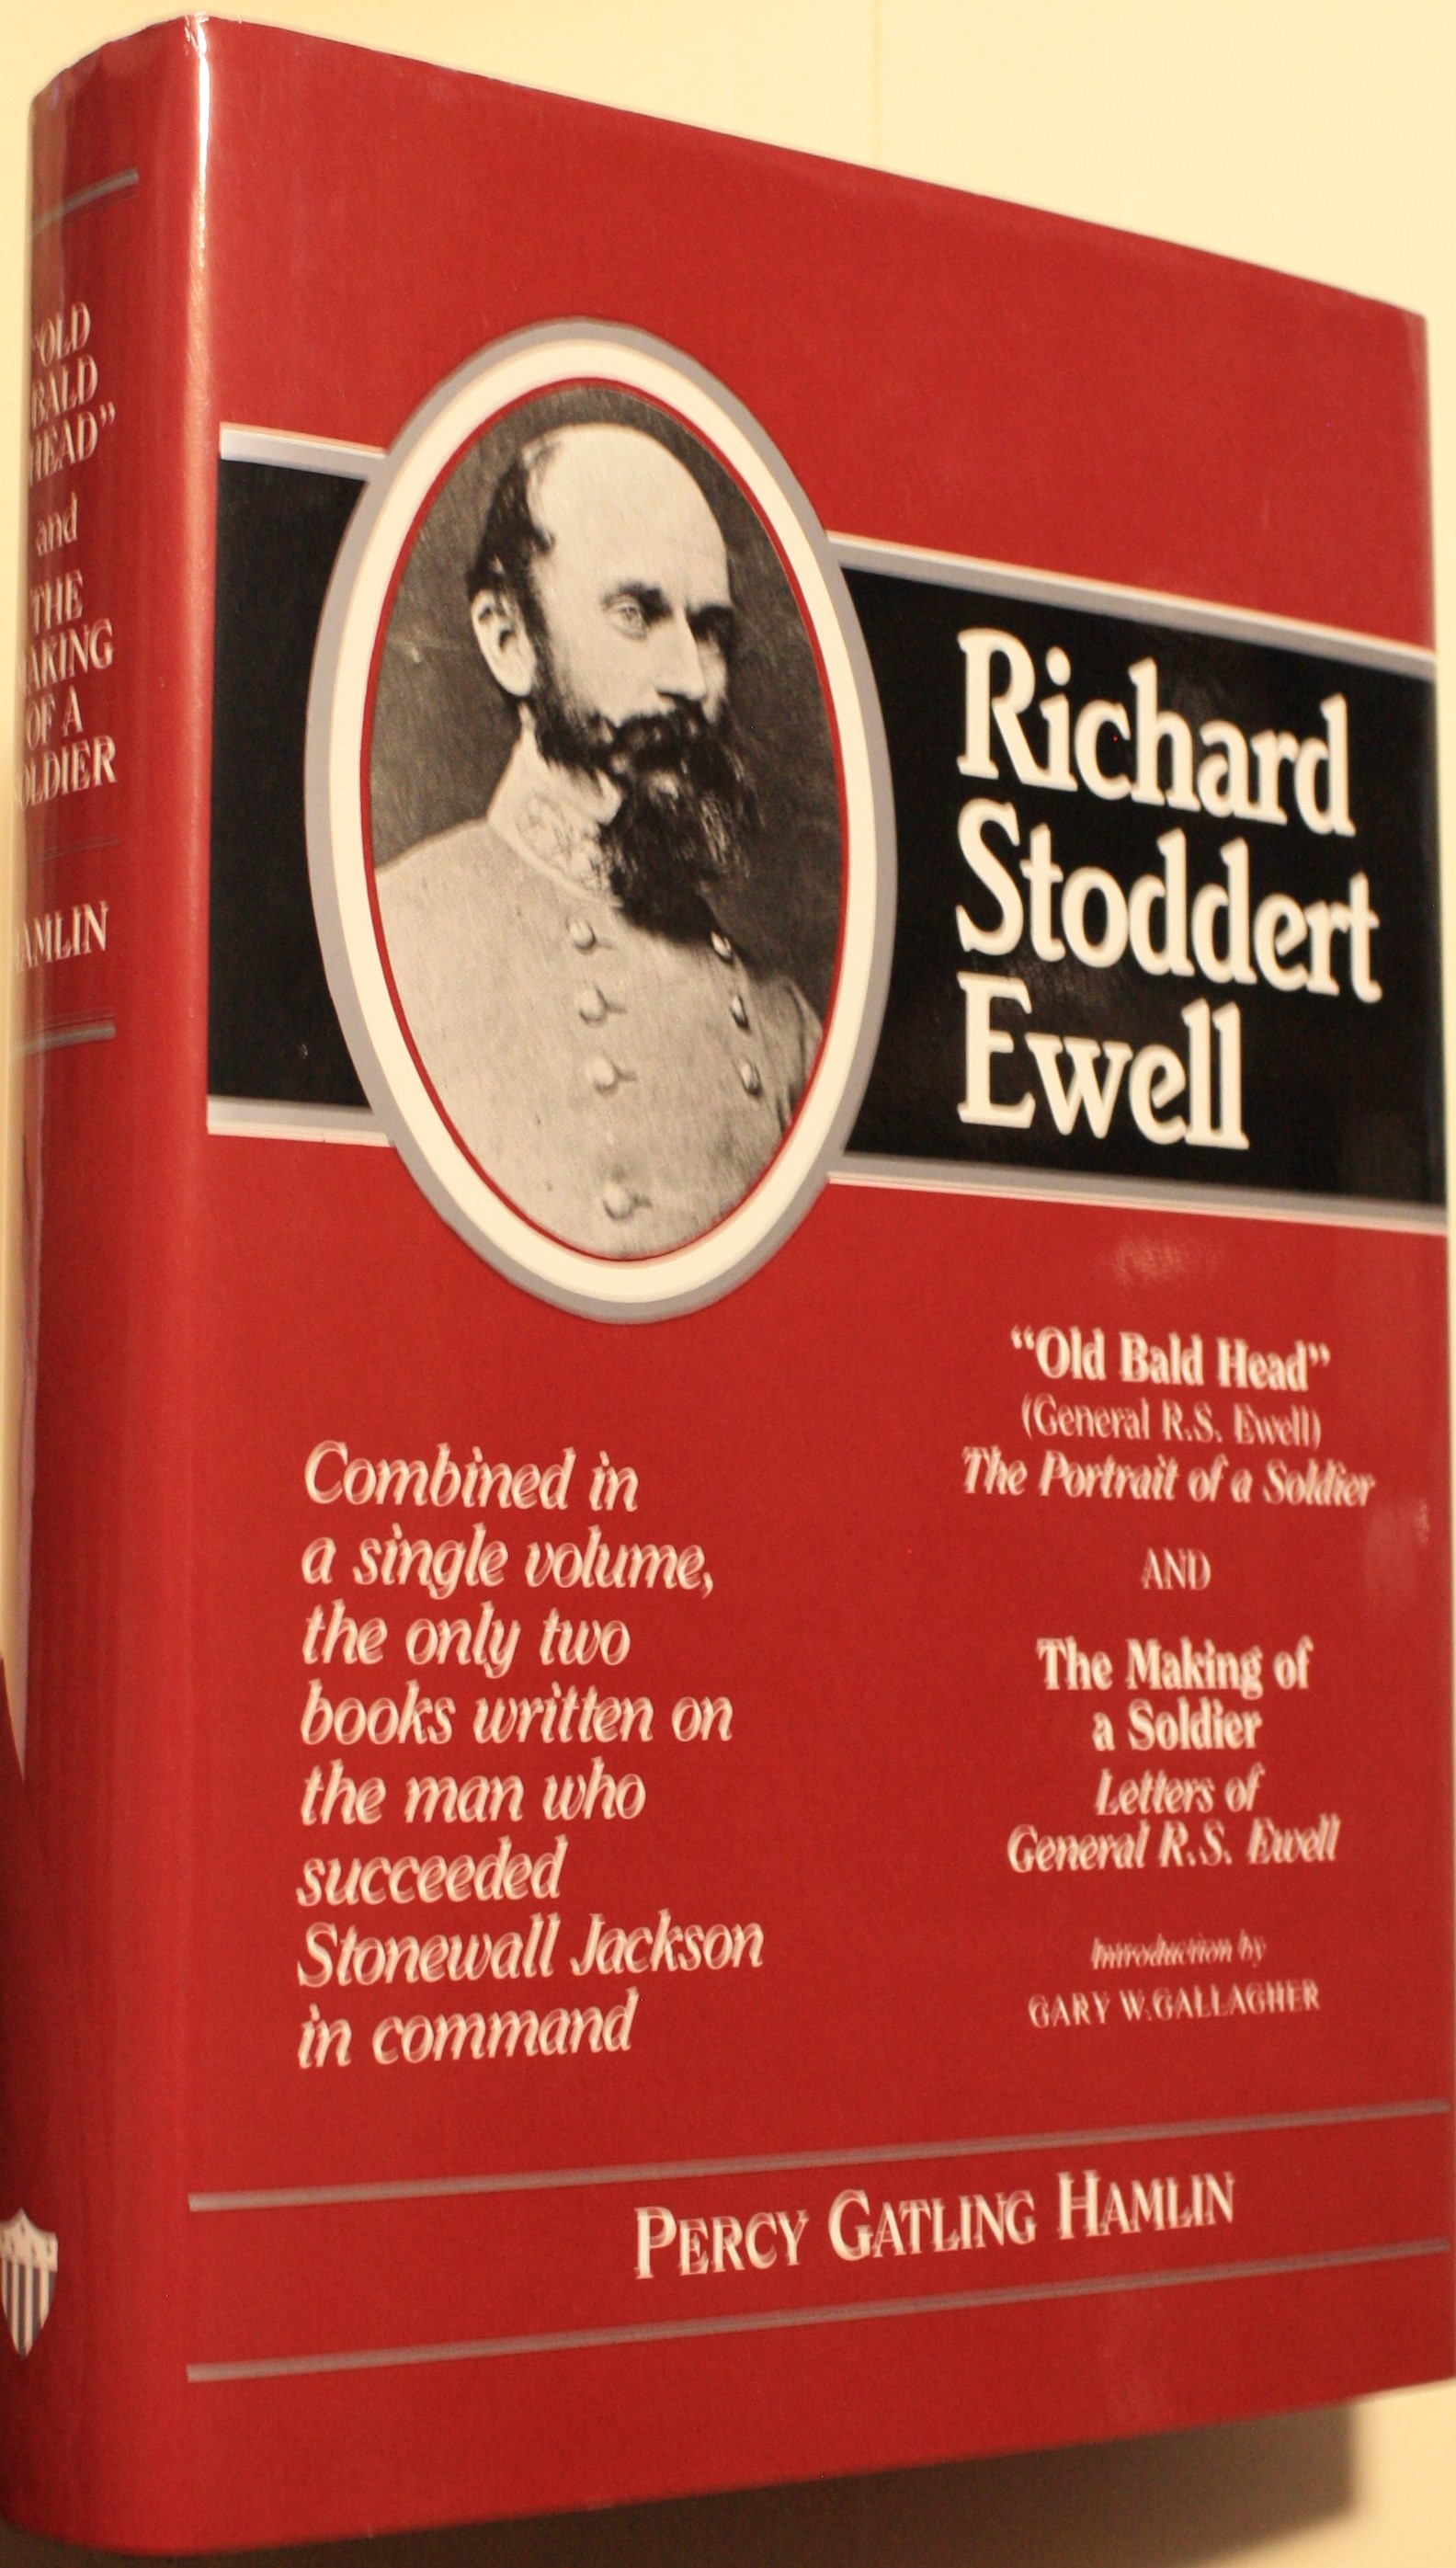 "OLD
BALD
HEAD"
and
THE
MAKING
OF A
SOLDIER
HAMLIN
Richard
Stoddert
Ewell
"Old Bald Head"
(General R.S. Ewell)
The Portrait of a Soldier
AND
The Making of
a Soldier
Letters of
General R.S. Ewell
Introduction by
GARY W. GALLAGHER
Combined in
a single volume,
the only two
books written on
the man who
succeeded
Stonewall Jackson
in command
PERCY GATLING HAMLIN